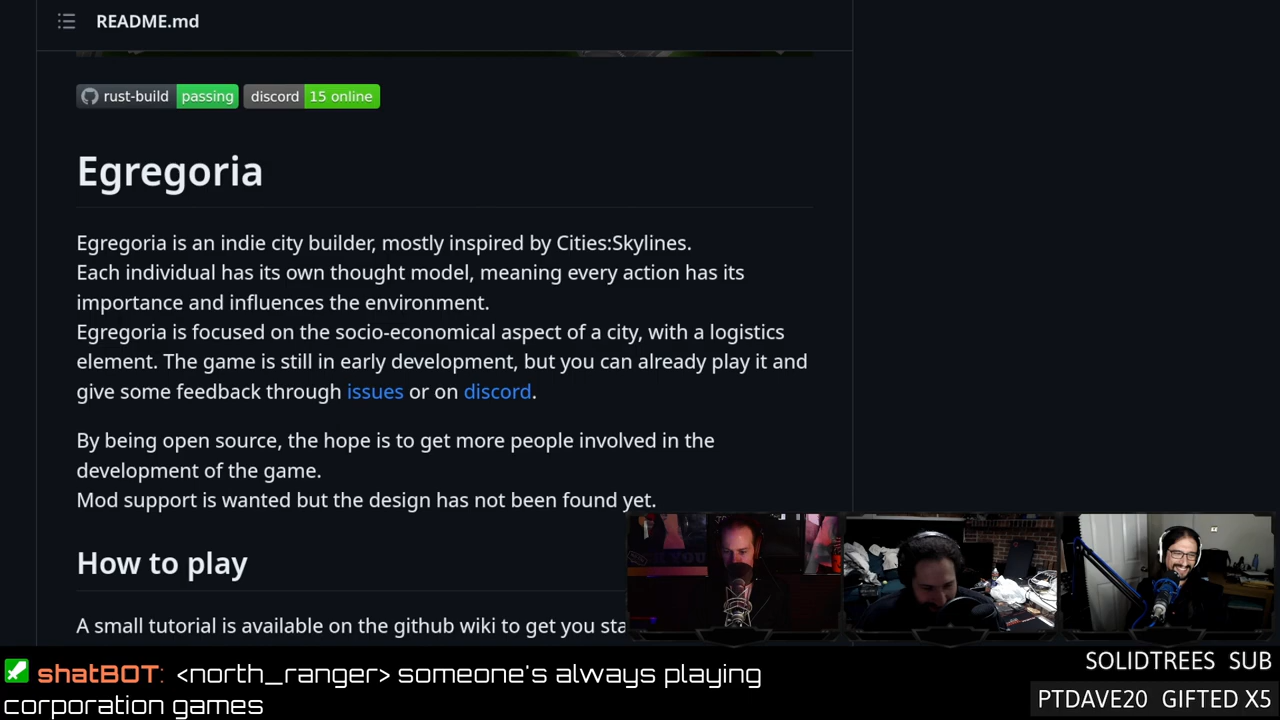 README.md
rust-build passing discord 15 online
Egregoria
Egregoria is an indie city builder, mostly inspired by Cities:Skylines.
Each individual has its own thought model, meaning every action has its
importance and influences the environment.
Egregoria is focused on the socio-economical aspect of a city, with a logistics
element. The game is still in early development, but you can already play it and
give some feedback through issues or on discord.
By being open source, the hope is to get more people involved in the
development of the game.
Mod support is wanted but the design has not been found yet.
How to play
A small tutorial is available on the github wiki to get you sta
shatBOT: <north_ranger> someone's always playing
corporation games
SOLIDTREES SUB
PTDAVE20 GIFTED X5